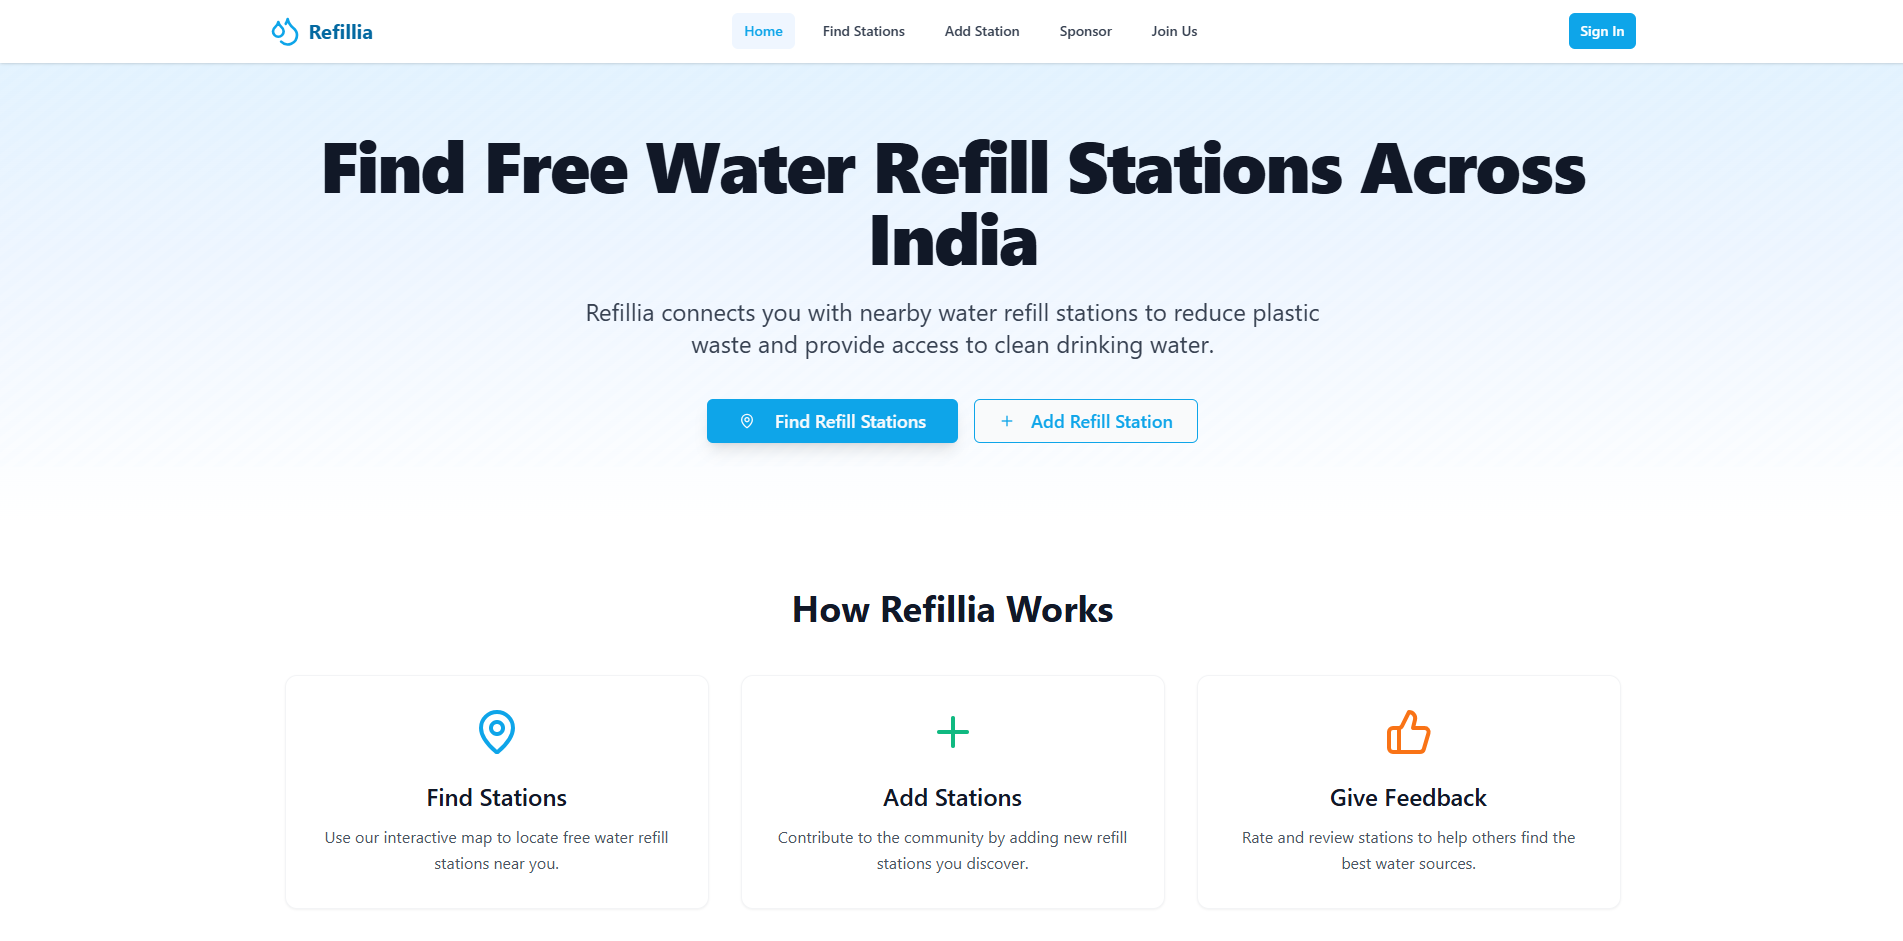 Refillia
Home
Find Stations
Add Station
Sponsor
Join Us
Sign In
Find Free Water Refill Stations Across
India
Refillia connects you with nearby water refill stations to reduce plastic
waste and provide access to clean drinking water.
Find Refill Stations
Add Refill Station
How Refillia Works
Find Stations
Use our interactive map to locate free water refill
stations near you.
Add Stations
Contribute to the community by adding new refill
stations you discover.
Give Feedback
Rate and review stations to help others find the
best water sources.